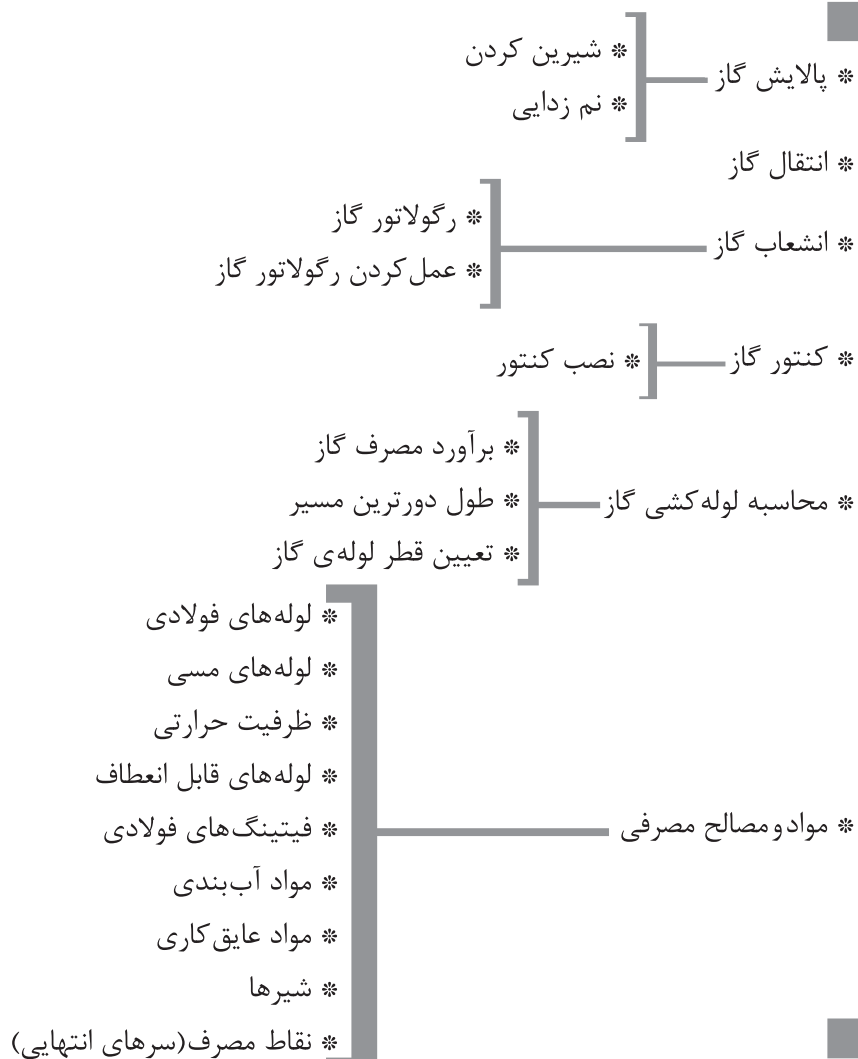 ❊ پالایش گاز
❊ شیرین کردن
❊ نم زدایی
❊ انتقال گاز
❊ انشعاب گاز
❊ رگولاتور گاز
❊ عمل‌کردن رگولاتور گاز
❊ کنتور گاز
❊ نصب کنتور
❊ محاسبه لوله‌کشی گاز
❊ برآورد مصرف گاز
❊ طول دورترین مسیر
❊ تعیین قطر لوله‌ی گاز
❊ مواد و مصالح مصرفی
❊ لوله‌های فولادی
❊ لوله‌های مسی
❊ ظرفیت حرارتی
❊ لوله‌های قابل انعطاف
❊ فیتینگ‌های فولادی
❊ مواد آب‌بندی
❊ مواد عایق‌کاری
❊ شیرها
❊ نقاط مصرف(سرهای انتهایی)